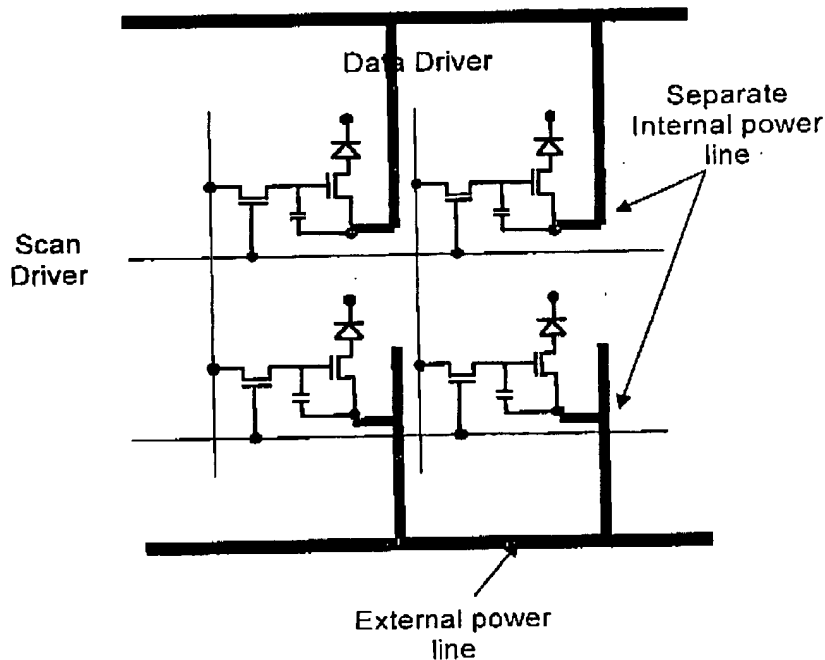 Data Driver
Separate
Internal power
line
Scan
Driver
External power
line